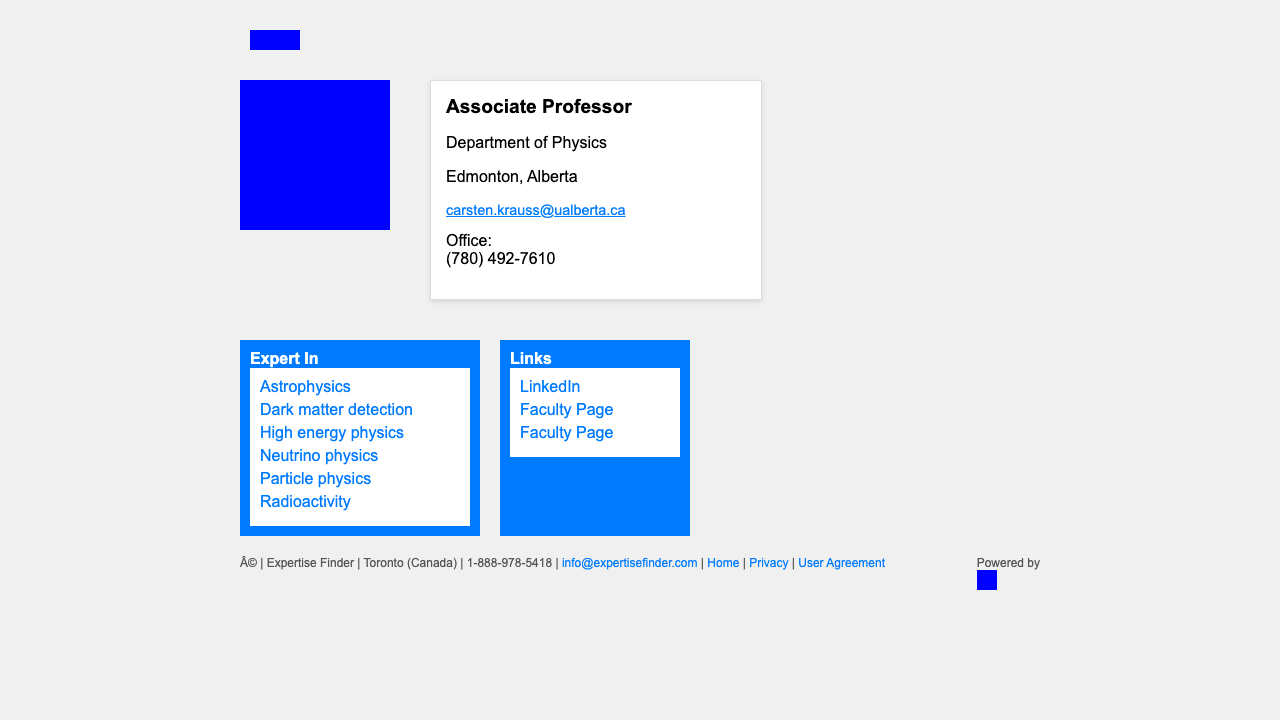 Associate Professor
Department of Physics
Edmonton, Alberta
carsten.krauss@ualberta.ca
Office:
(780) 492-7610
Expert In
Astrophysics
Dark matter detection
High energy physics
Neutrino physics
Particle physics
Radioactivity
Links
LinkedIn
Faculty Page
Faculty Page
Â© | Expertise Finder | Toronto (Canada) | 1-888-978-5418 | info@expertisefinder.com | Home | Privacy | User Agreement
Powered by